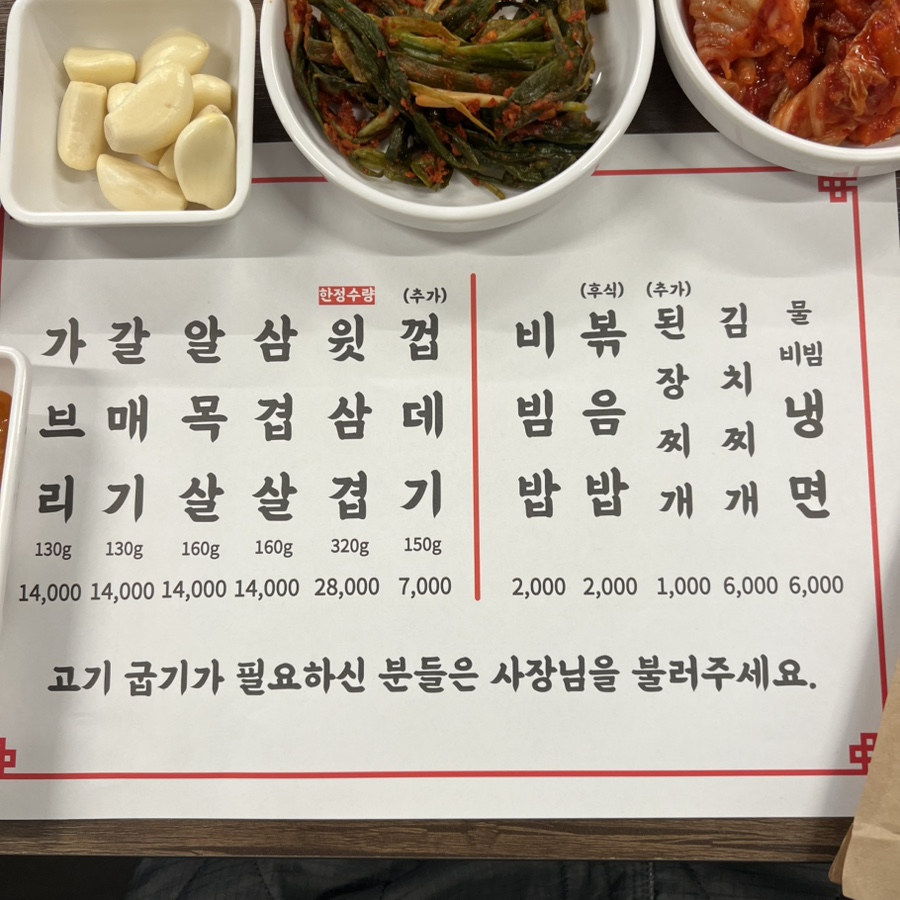 가브리 130g 14,000
갈매기 130g 14,000
알목살 160g 14,000
삼겹살 160g 14,000
한정수량 윗삼겹 320g 28,000
(추가) 껍데기 150g 7,000
비빔밥 2,000
(후식) 볶음밥 2,000
(추가) 된장찌개 1,000
김치찌개 6,000
물 비빔 냉면 6,000
고기 굽기가 필요하신 분들은 사장님을 불러주세요.